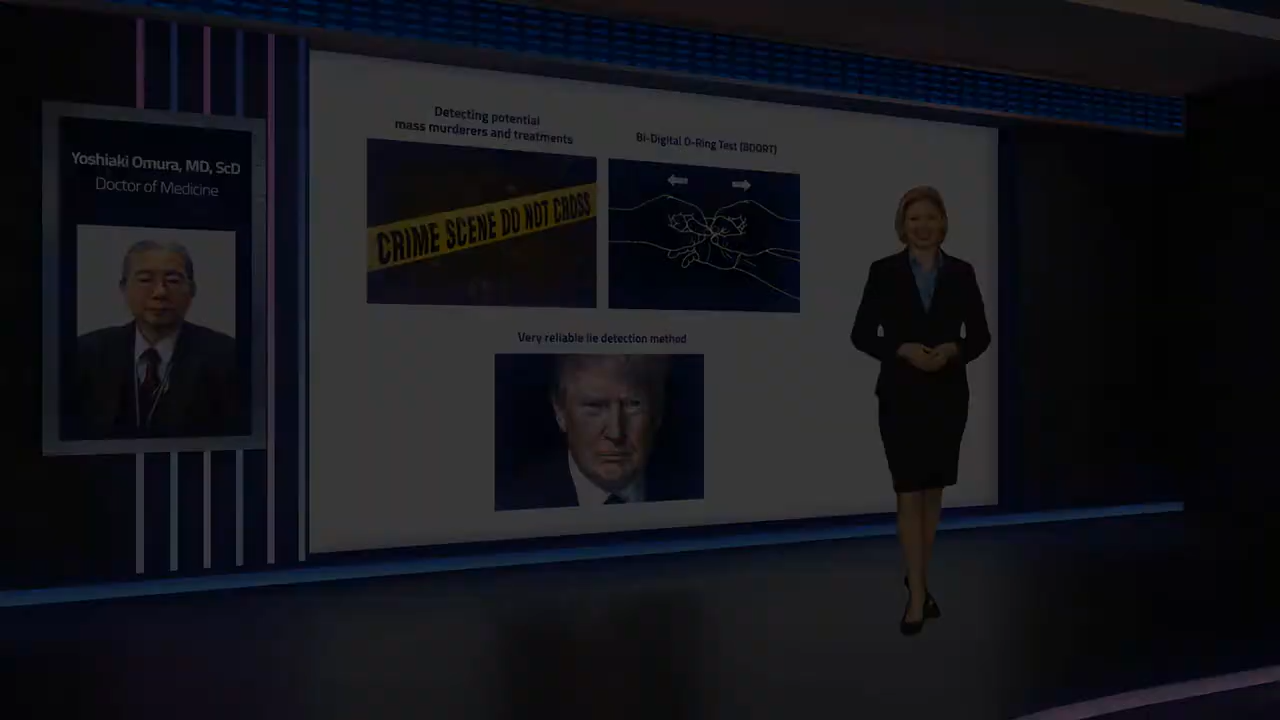 Yoshiaki Omura, MD, ScD
Doctor of Medicine
Detecting potential
mass murderers and treatments
Bi-Digital O-Ring Test (BDORT)
CRIME SCENE DO NOT CROSS
Very reliable lie detection method